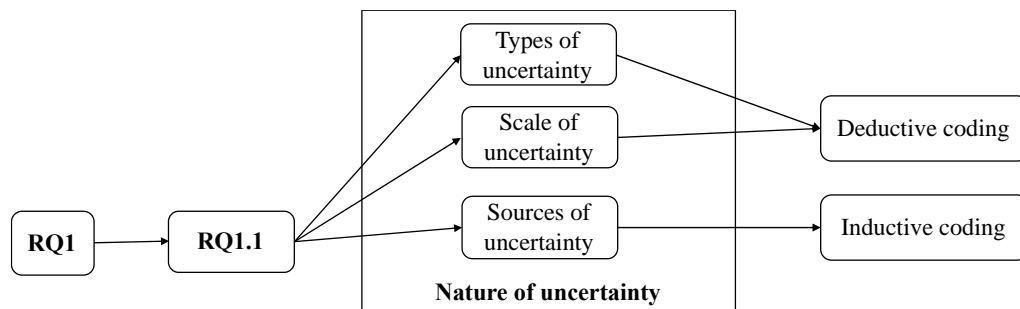 Types of
uncertainty
Scale of
uncertainty
Deductive coding
RQ1
RQ1.1
Sources of
uncertainty
Inductive coding
Nature of uncertainty